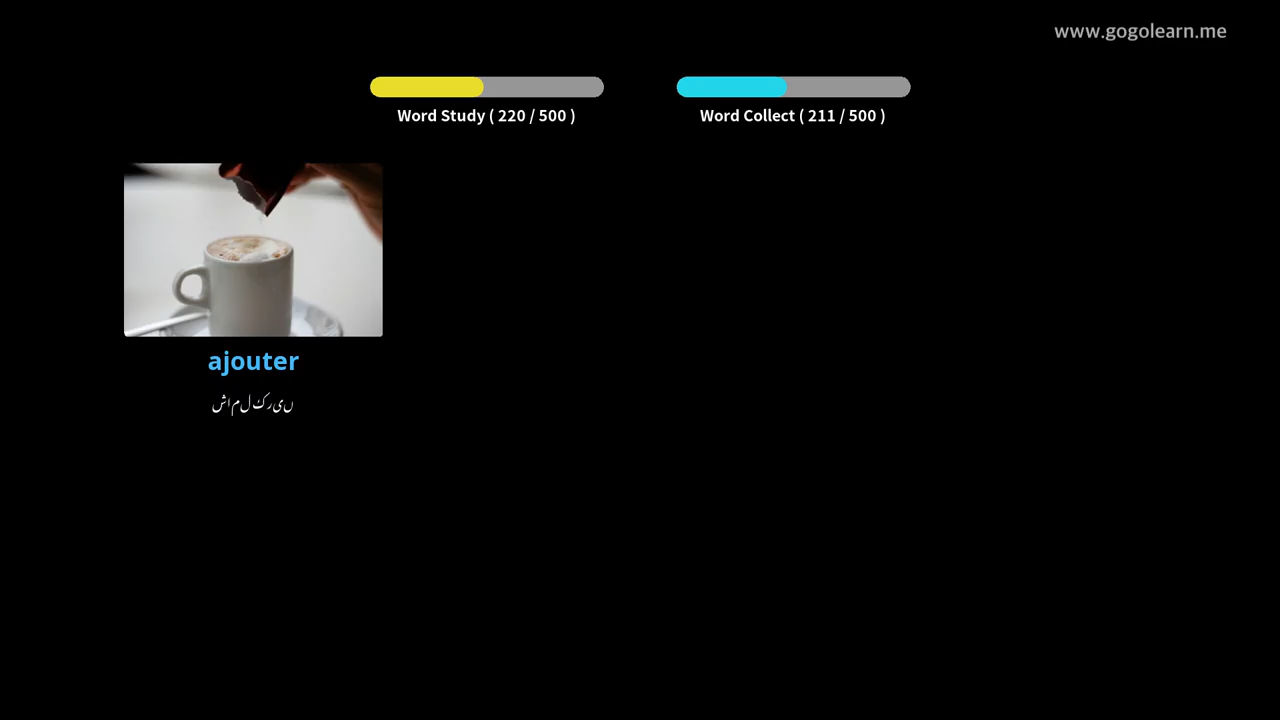 www.gogolearn.me
Word Study ( 220 / 500 )
Word Collect ( 211 / 500 )
ajouter
شامل کریں